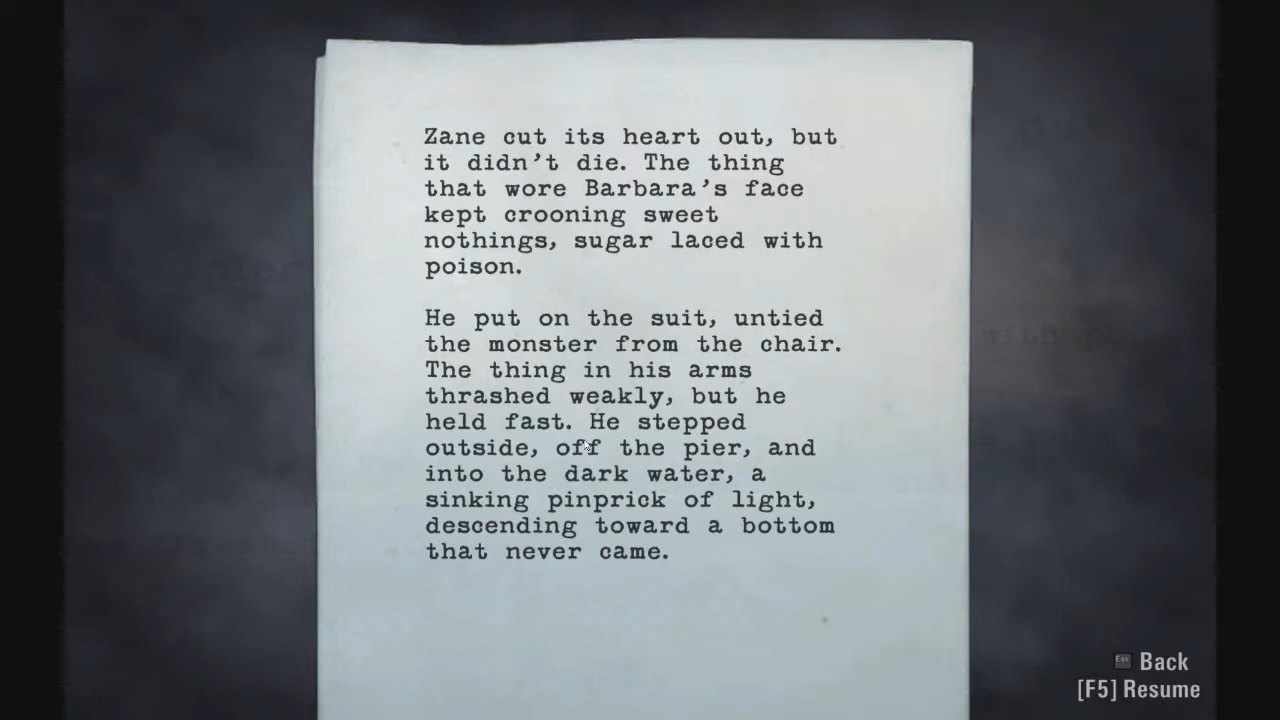 Zane cut its heart out, but
it didn't die. The thing
that wore Barbara's face
kept crooning sweet
nothings, sugar laced with
poison.
He put on the suit, untied
the monster from the chair.
The thing in his arms
thrashed weakly, but he
held fast. He stepped
outside, off the pier, and
into the dark water, a
sinking pinprick of light,
descending toward a bottom
that never came.
Esc Back
[F5] Resume